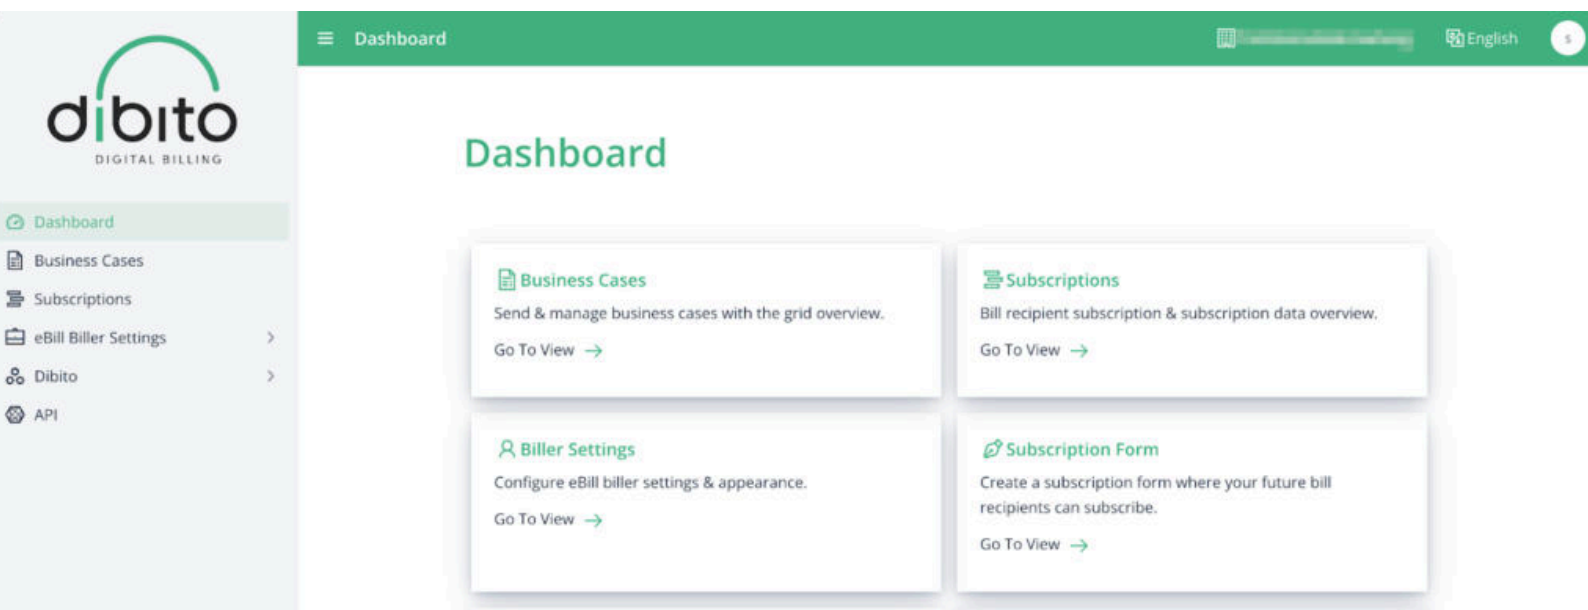 dibito
DIGITAL BILLING
Dashboard
Business Cases
Subscriptions
eBill Biller Settings
Dibito
API
Dashboard
English
s
Dashboard
Business Cases
Send & manage business cases with the grid overview.
Go To View
Subscriptions
Bill recipient subscription & subscription data overview.
Go To View
Biller Settings
Configure eBill biller settings & appearance.
Go To View
Subscription Form
Create a subscription form where your future bill
recipients can subscribe.
Go To View